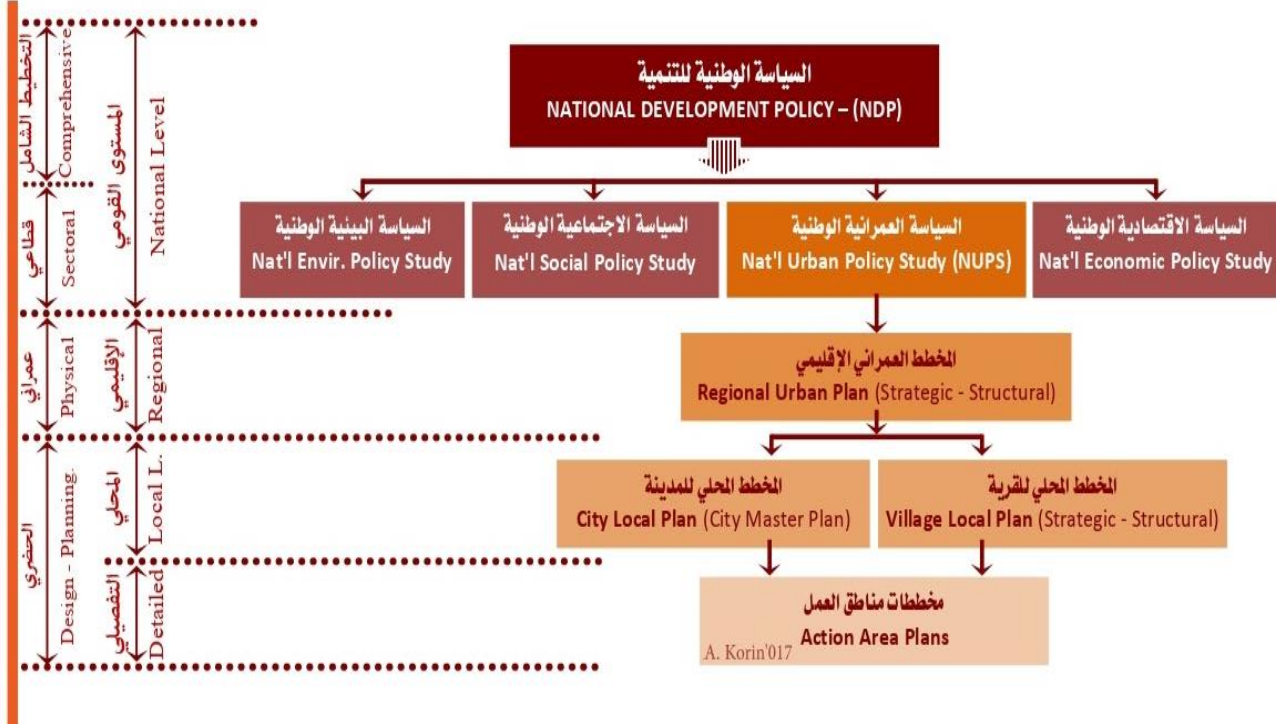 السياسة الوطنية للتنمية
NATIONAL DEVELOPMENT POLICY – (NDP)
السياسة البيئية الوطنية
Nat'l Envir. Policy Study
السياسة الاجتماعية الوطنية
Nat'l Social Policy Study
السياسة العمرانية الوطنية
Nat'l Urban Policy Study (NUPS)
السياسة الاقتصادية الوطنية
Nat'l Economic Policy Study
المخطط العمراني الإقليمي
Regional Urban Plan (Strategic - Structural)
المخطط المحلي للمدينة
City Local Plan (City Master Plan)
المخطط المحلي للقرية
Village Local Plan (Strategic - Structural)
مخططات مناطق العمل
Action Area Plans
A. Korin'017
التخطيط الشامل
Comprehensive
قطاعي
Sectoral
المستوى القومي
National Level
عمراني
Physical
الإقليمي
Regional
الحضري
Design - Planning.
المحلي
Local L.
التفصيلي
Detailed